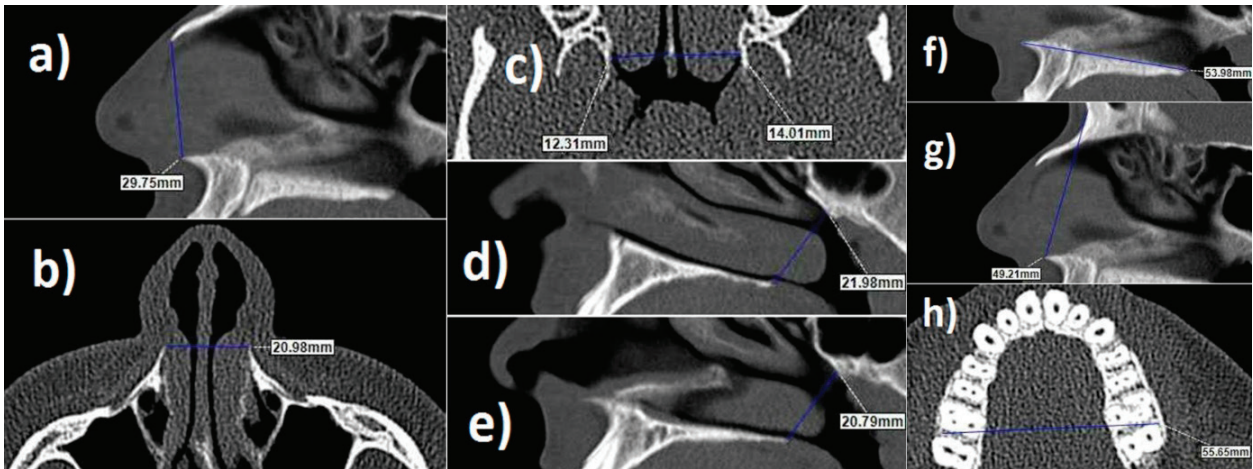 a)
29.75mm
b)
20.98mm
c)
12.31mm
14.01mm
d)
21.98mm
e)
20.79mm
f)
53.98mm
g)
49.21mm
h)
55.65mm